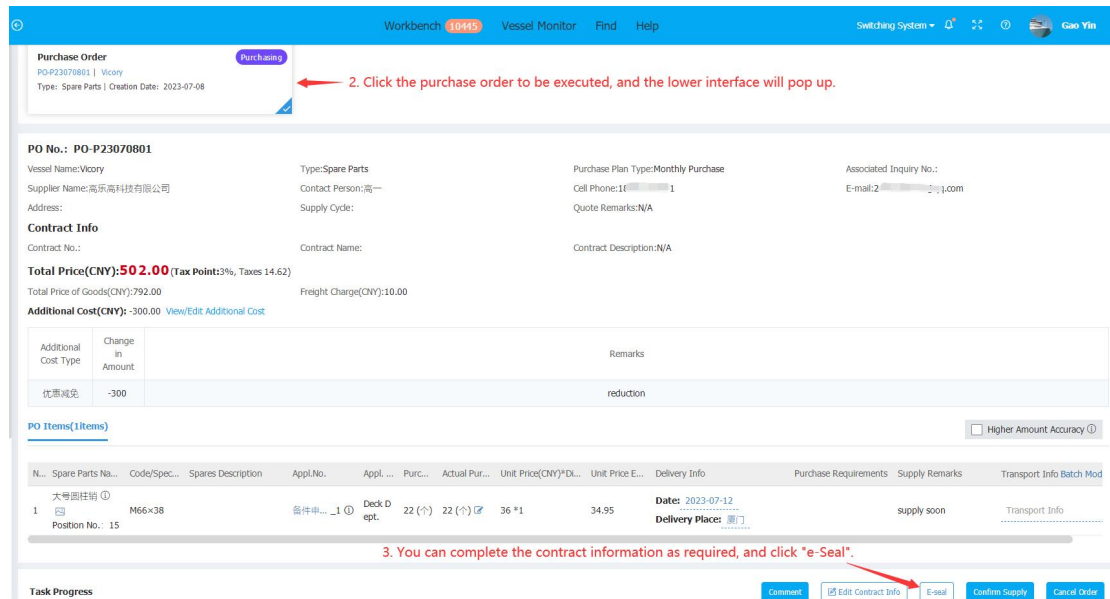 Workbench 10445 Vessel Monitor Find Help Switching System Gao Yin
Purchase Order Purchasing
PO-P23070801 | Vicory
Type: Spare Parts | Creation Date: 2023-07-08
2. Click the purchase order to be executed, and the lower interface will pop up.
PO No.: PO-P23070801
Vessel Name:Vicory Type:Spare Parts Purchase Plan Type:Monthly Purchase Associated Inquiry No.:
Supplier Name:高乐高科技有限公司 Contact Person:高一 Cell Phone:18 1 E-mail:2 .com
Address: Supply Cycle: Quote Remarks:N/A
Contract Info
Contract No.: Contract Name: Contract Description:N/A
Total Price(CNY):502.00 (Tax Point:3%, Taxes 14.62)
Total Price of Goods(CNY):792.00 Freight Charge(CNY):10.00
Additional Cost(CNY): -300.00 View/Edit Additional Cost
Additional Cost Type Change in Amount Remarks
优惠减免 -300 reduction
PO Items(1items) Higher Amount Accuracy
N... Spare Parts Na... Code/Spec... Spares Description Appl.No. Appl. ... Purc... Actual Pur... Unit Price(CNY)*Di... Unit Price E... Delivery Info Purchase Requirements Supply Remarks Transport Info Batch Mod
1 大号圆柱销 M66×38 备件申... _1 Deck Dept. 22 (个) 22 (个) 36 *1 34.95 Date: 2023-07-12 supply soon Transport Info
Position No.: 15 Delivery Place: 厦门
3. You can complete the contract information as required, and click "e-Seal".
Task Progress Comment Edit Contract Info E-seal Confirm Supply Cancel Order